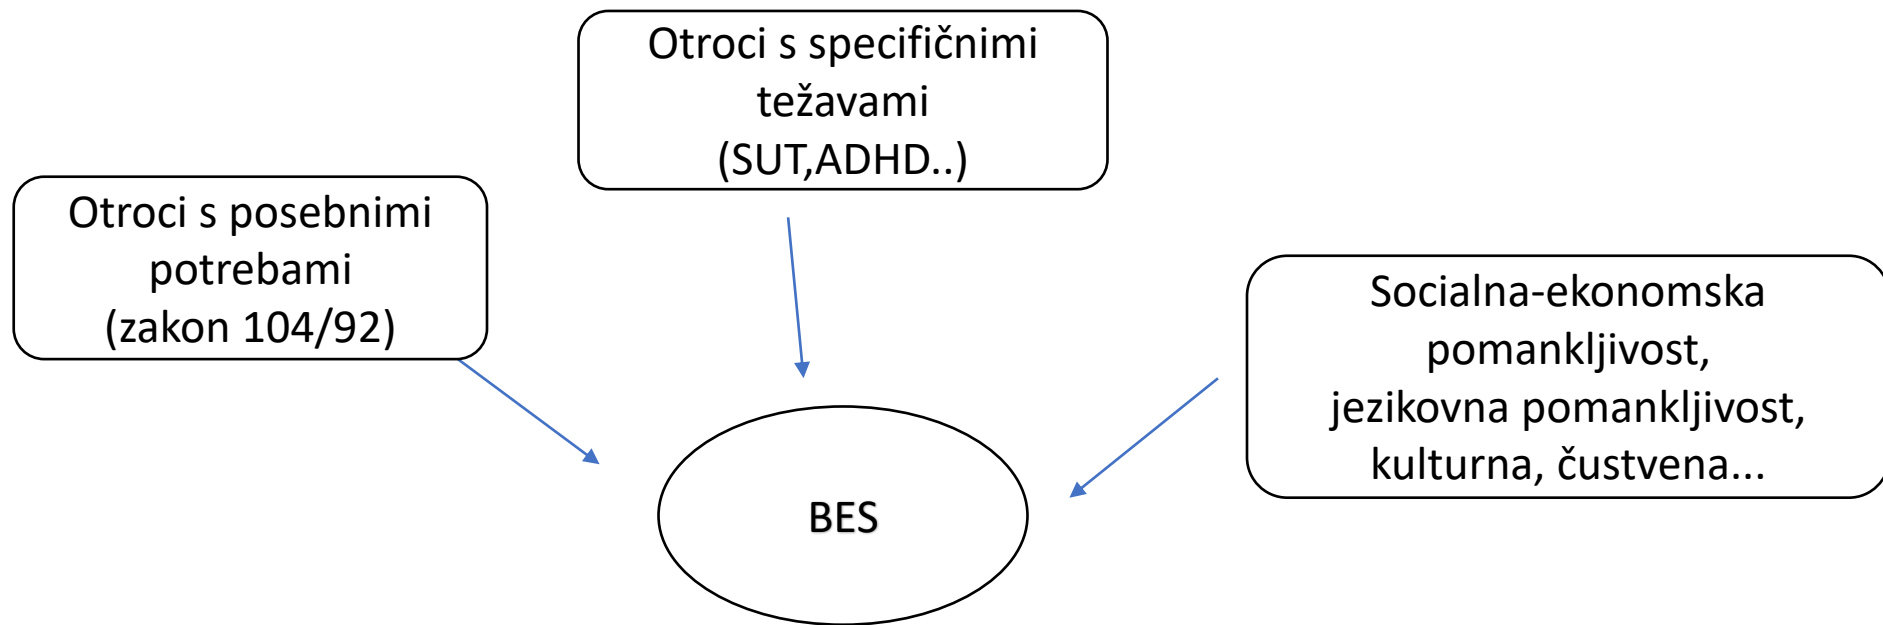 Otroci s specifičnimi
težavami
(SUT,ADHD..)
Otroci s posebnimi
potrebami
(zakon 104/92)
Socialna-ekonomska
pomankljivost,
jezikovna pomankljivost,
kulturna, čustvena...
BES